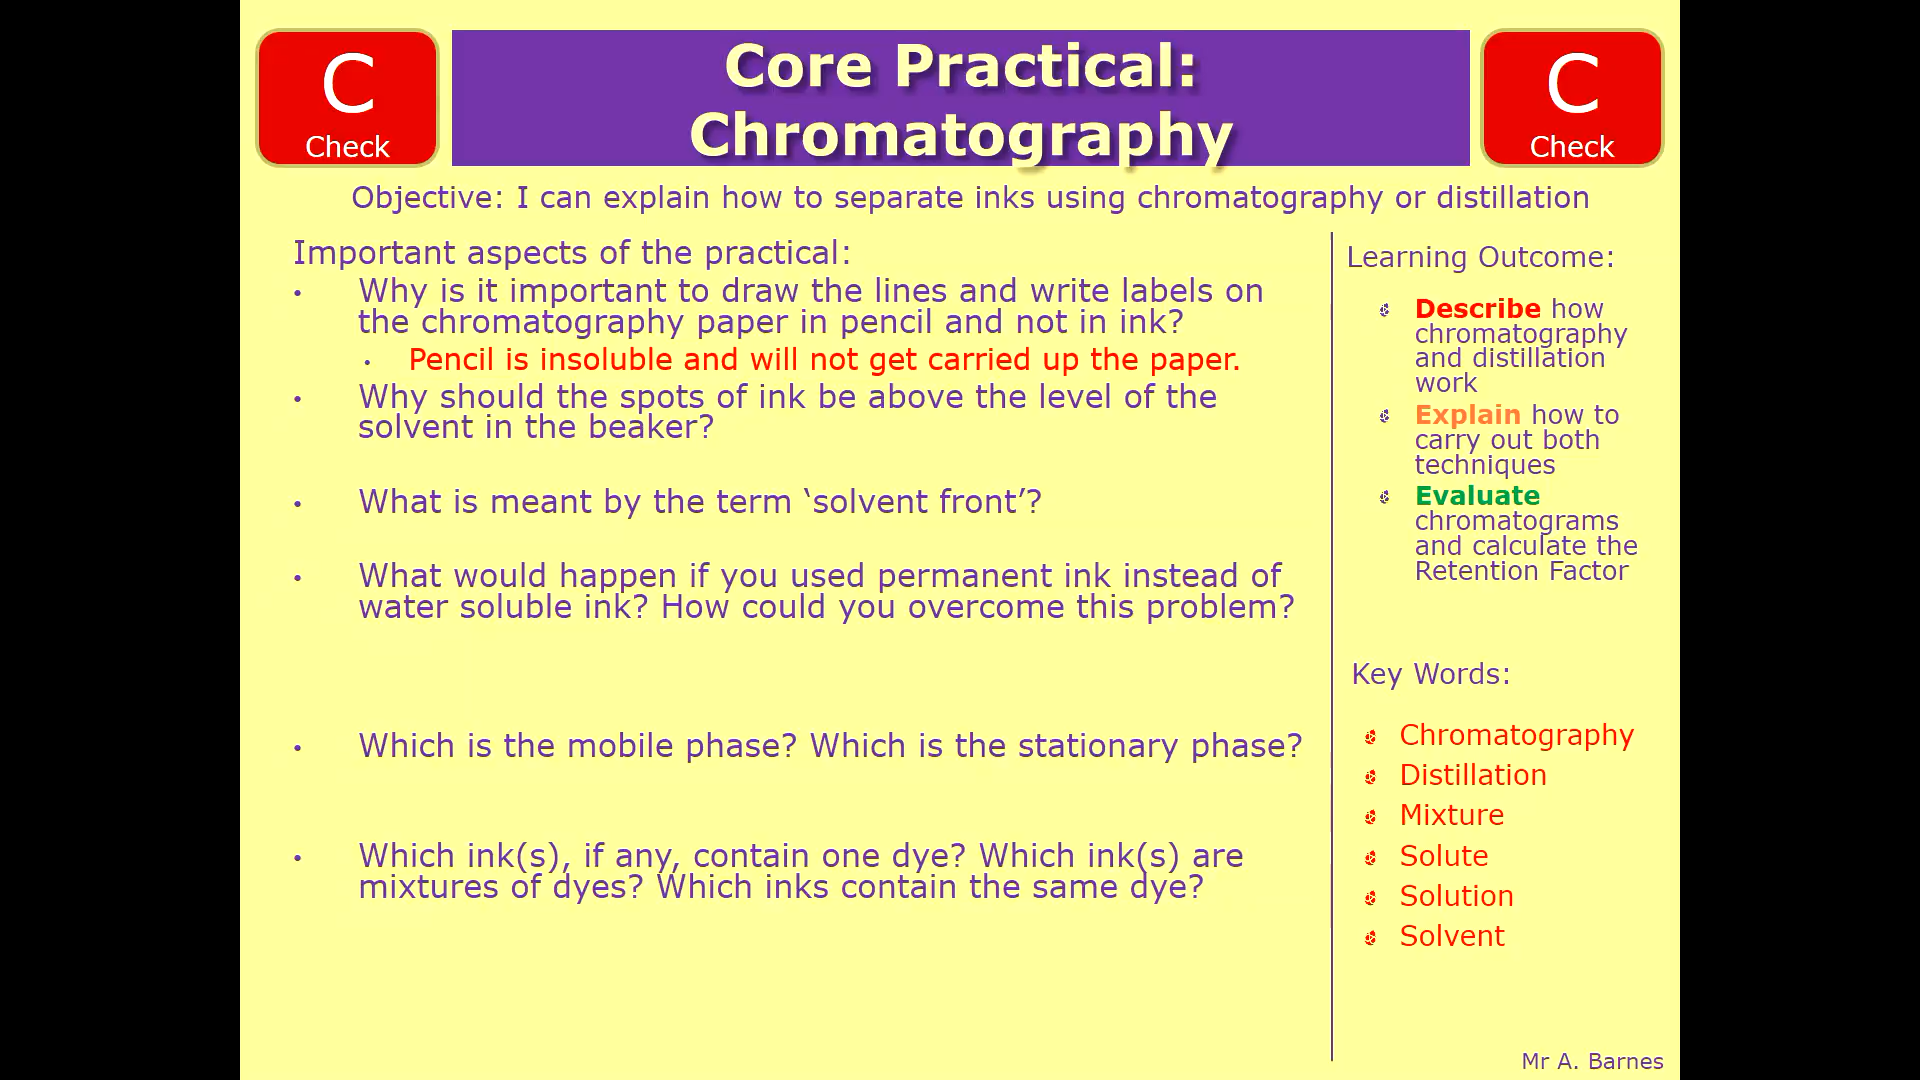 C
Check
Core Practical:
Chromatography
C
Check
Objective: I can explain how to separate inks using chromatography or distillation
Important aspects of the practical:
• Why is it important to draw the lines and write labels on
the chromatography paper in pencil and not in ink?
• Pencil is insoluble and will not get carried up the paper.
• Why should the spots of ink be above the level of the
solvent in the beaker?
• What is meant by the term ‘solvent front’?
• What would happen if you used permanent ink instead of
water soluble ink? How could you overcome this problem?
• Which is the mobile phase? Which is the stationary phase?
• Which ink(s), if any, contain one dye? Which ink(s) are
mixtures of dyes? Which inks contain the same dye?
Learning Outcome:
Describe how
chromatography
and distillation
work
Explain how to
carry out both
techniques
Evaluate
chromatograms
and calculate the
Retention Factor
Key Words:
Chromatography
Distillation
Mixture
Solute
Solution
Solvent
Mr A. Barnes